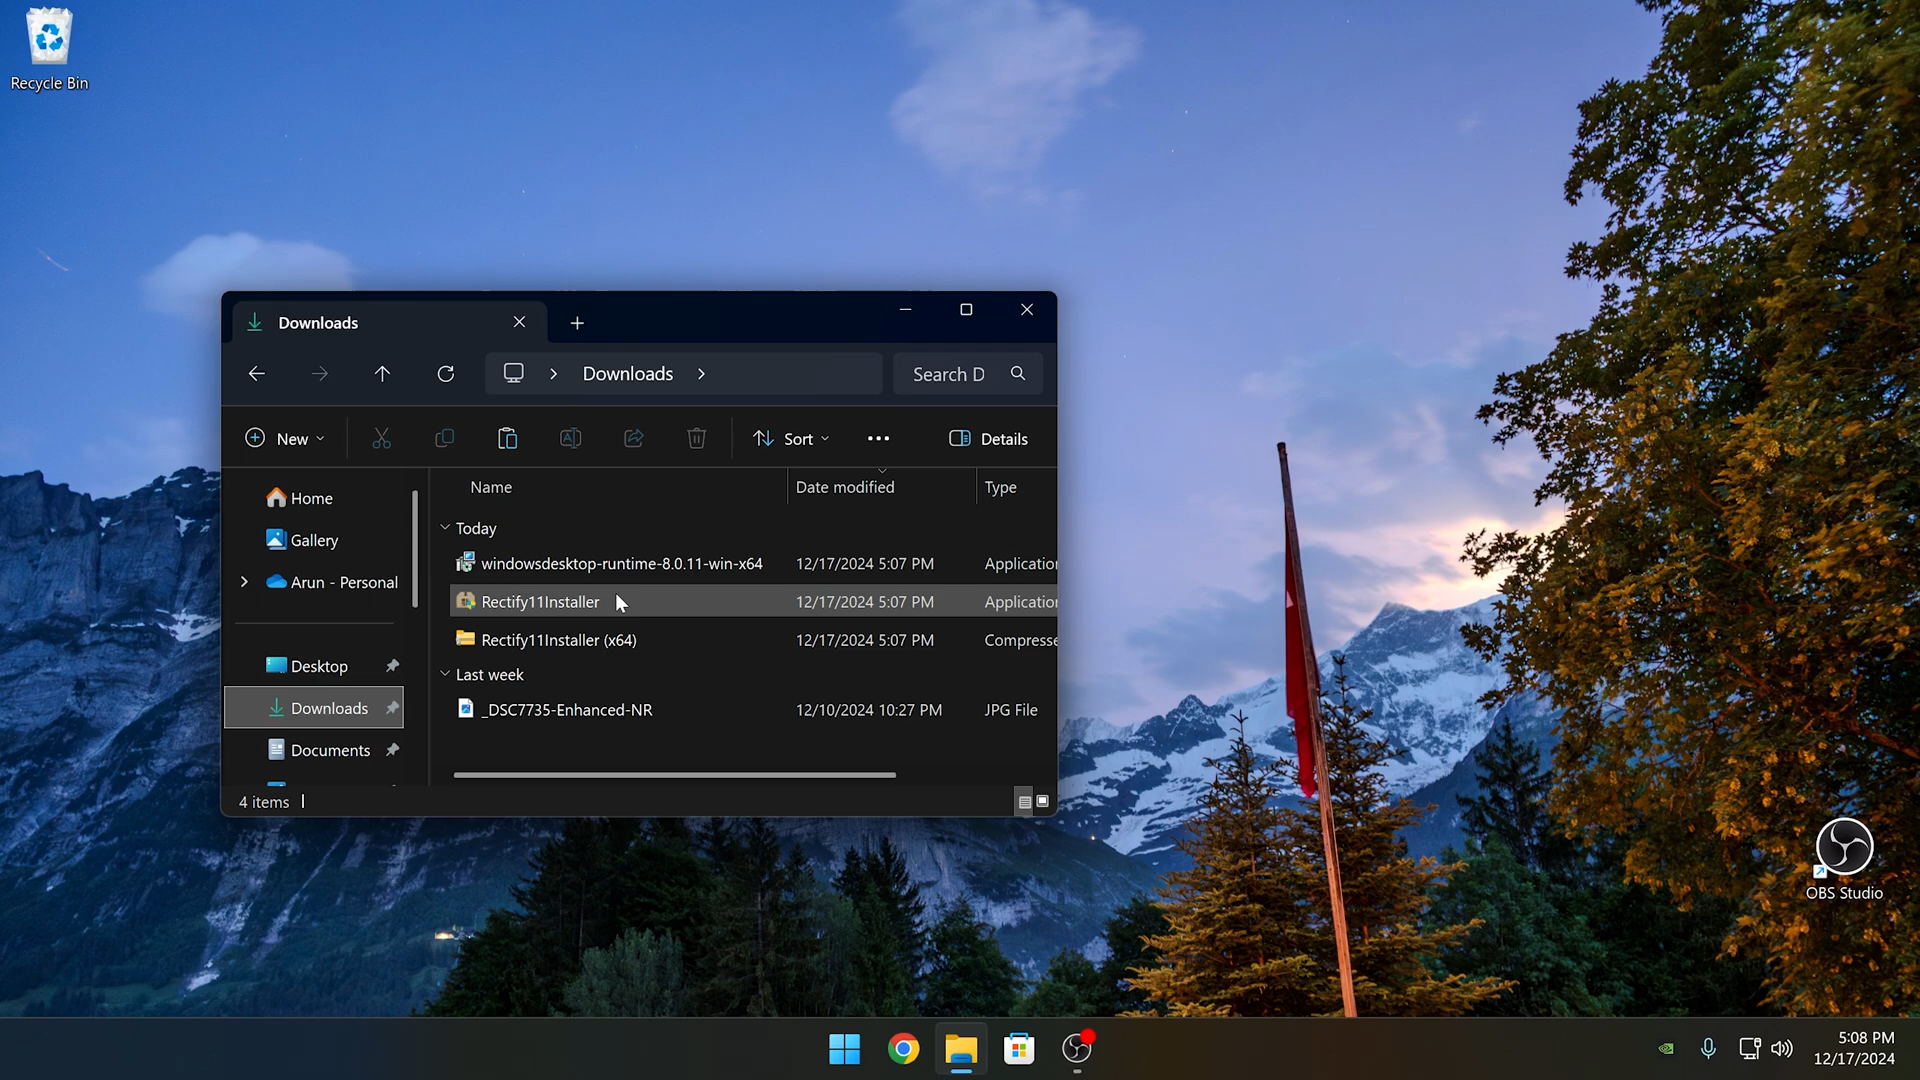 Recycle Bin
Downloads
Downloads
Search D
New
Sort
Details
Name
Date modified
Type
Home
Gallery
Arun - Personal
Desktop
Downloads
Documents
Today
windowsdesktop-runtime-8.0.11-win-x64 12/17/2024 5:07 PM Application
Rectify11Installer 12/17/2024 5:07 PM Application
Rectify11Installer (x64) 12/17/2024 5:07 PM Compresse
Last week
_DSC7735-Enhanced-NR 12/10/2024 10:27 PM JPG File
4 items
OBS Studio
5:08 PM
12/17/2024